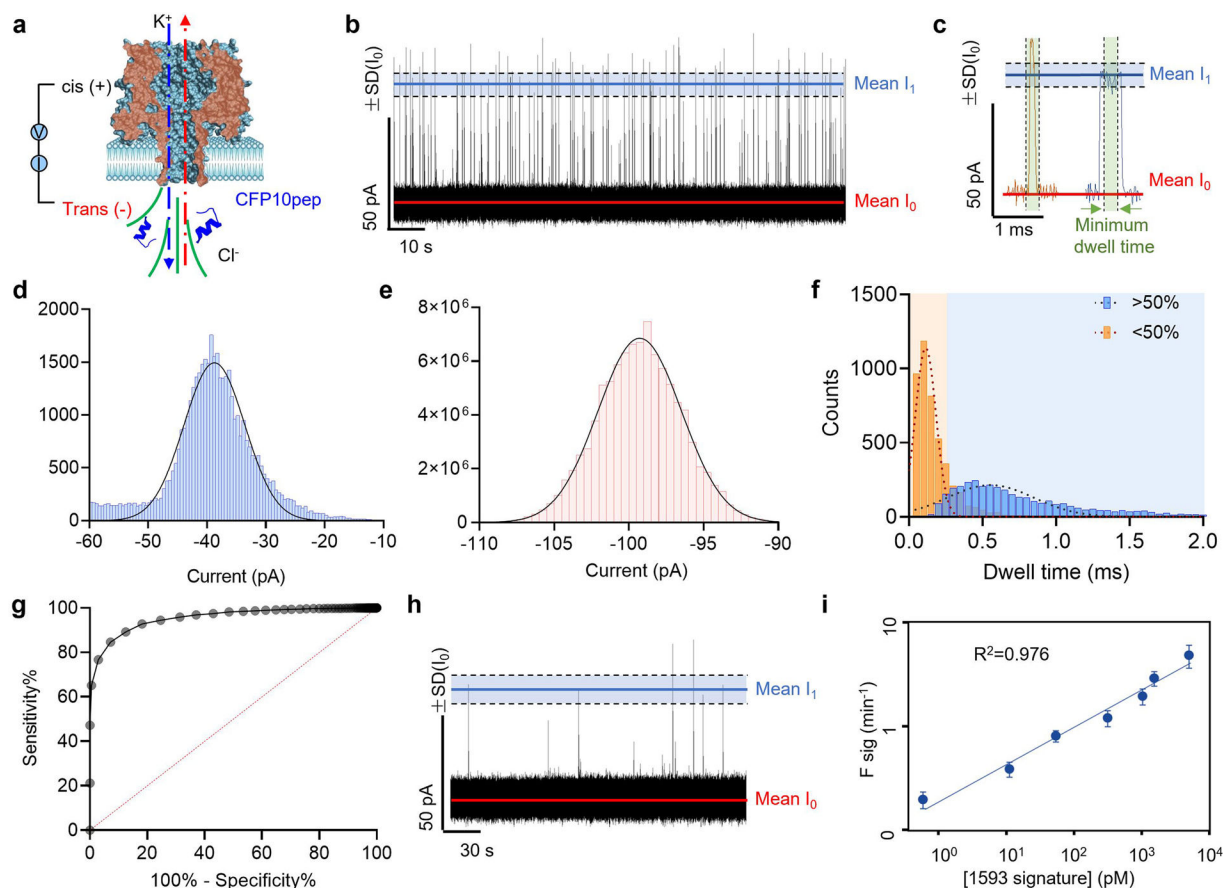 a
K⁺
cis (+)
V
Trans (-)
CFP10pep
Cl⁻
b
± SD(I₀)
50 pA
10 s
Mean I₁
Mean I₀
c
± SD(I₀)
50 pA
1 ms
Mean I₁
Mean I₀
Minimum
dwell time
d
2000
1500
1000
500
0
-60 -50 -40 -30 -20 -10
Current (pA)
e
8×10⁶
6×10⁶
4×10⁶
2×10⁶
0
-110 -105 -100 -95 -90
Current (pA)
f
Counts
1500
1000
500
0
>50%
<50%
0.0 0.5 1.0 1.5 2.0
Dwell time (ms)
g
Sensitivity%
100
80
60
40
20
0
0 20 40 60 80 100
100% - Specificity%
h
± SD(I₀)
50 pA
30 s
Mean I₁
Mean I₀
i
F sig (min⁻¹)
10
1
0
R²=0.976
10⁰ 10¹ 10² 10³ 10⁴
[1593 signature] (pM)